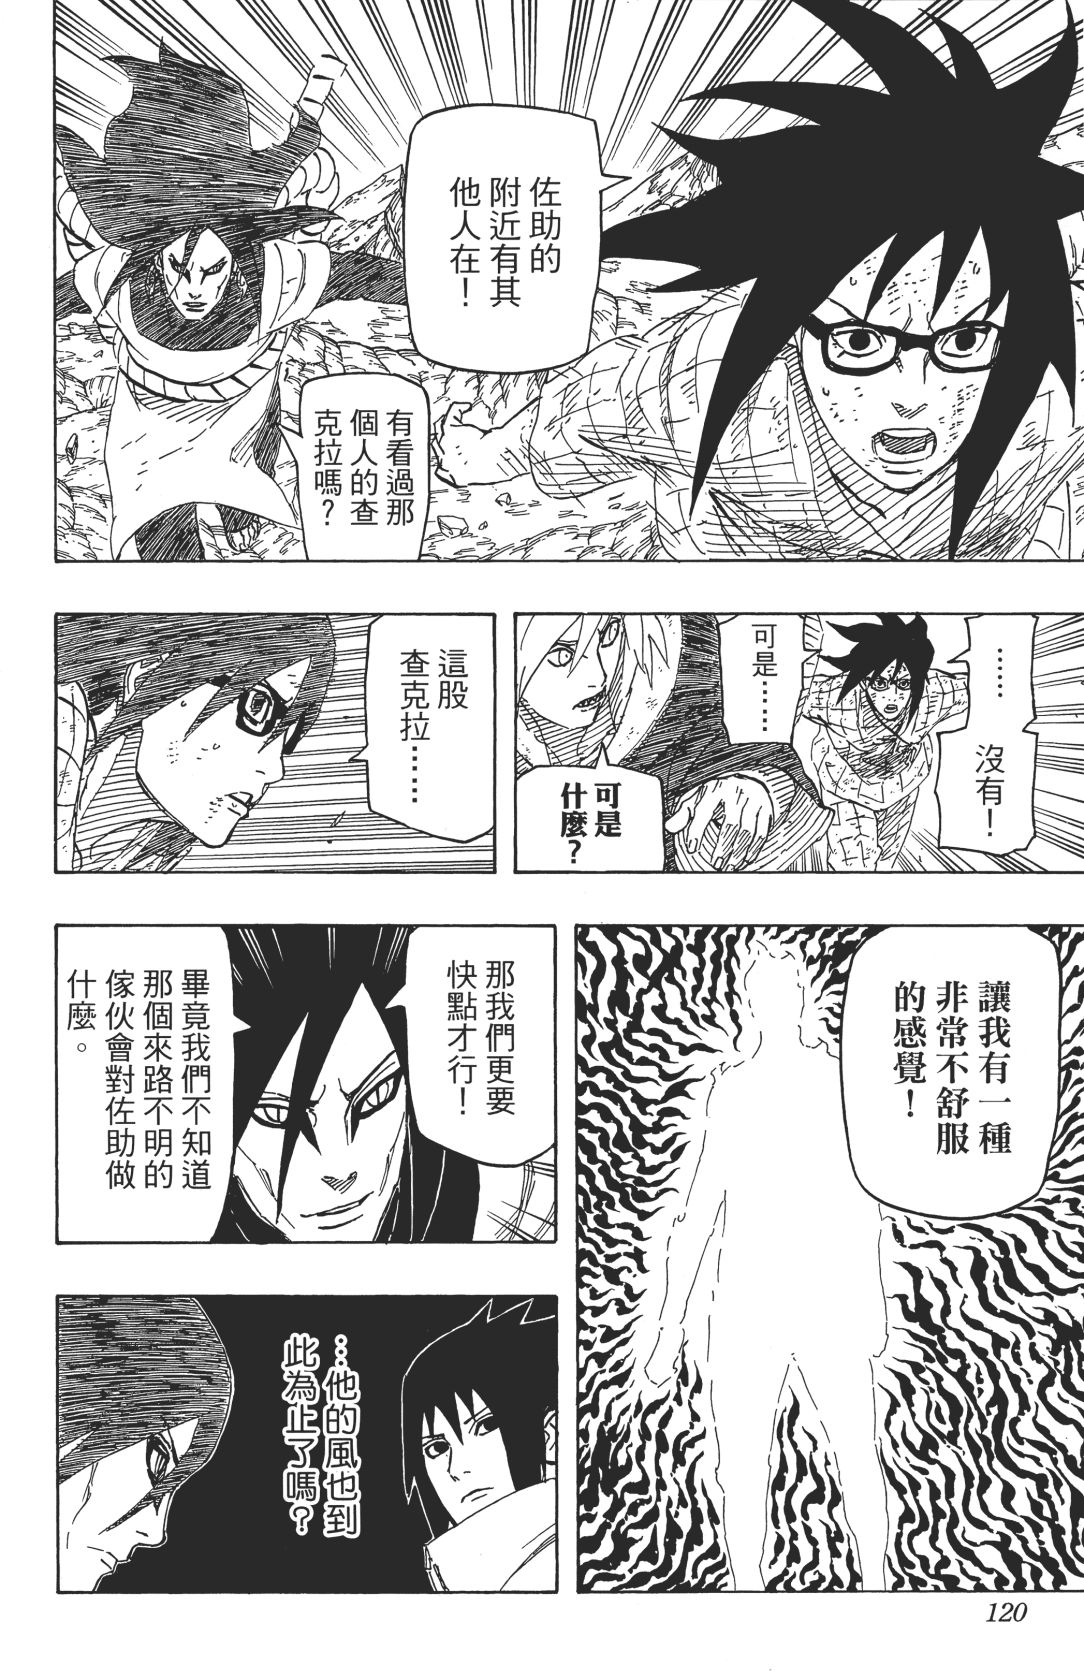 佐助的
附近有其
他人在！
有看過那
個人的查
克拉嗎？
……
沒有！
可是……
可是
什麼？
這股
查克拉……
讓我有一種
非常不舒服
的感覺！
那我們更要
快點才行！
畢竟我們不知道
那個來路不明的
傢伙會對佐助做
什麼。
…他的風也到
此為止了嗎？
120